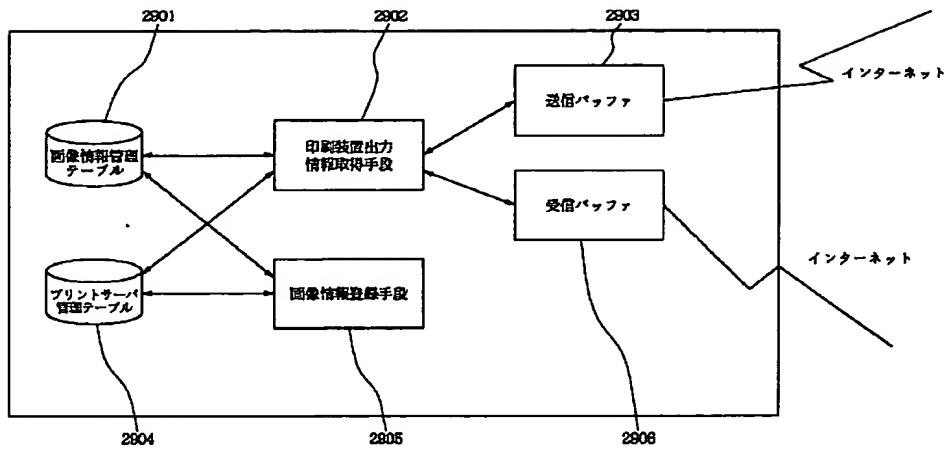 2901
2902
2903
インターネット
送信バッファ
画像情報管理
テーブル
印刷装置出力
情報取得手段
受信バッファ
インターネット
プリントサーバ
管理テーブル
画像情報登録手段
2904
2905
2906